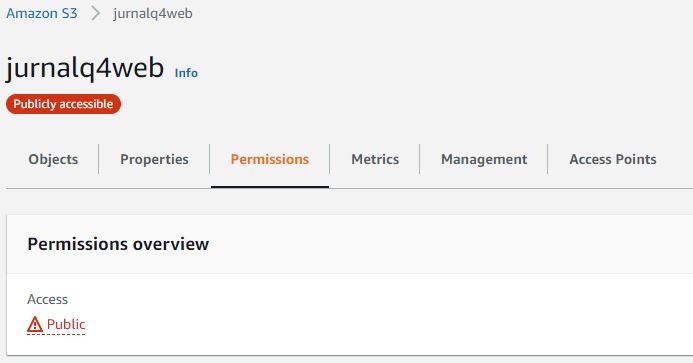 Amazon S3 > jurnalq4web
jurnalq4web Info
Publicly accessible
Objects Properties Permissions Metrics Management Access Points
Permissions overview
Access
Public